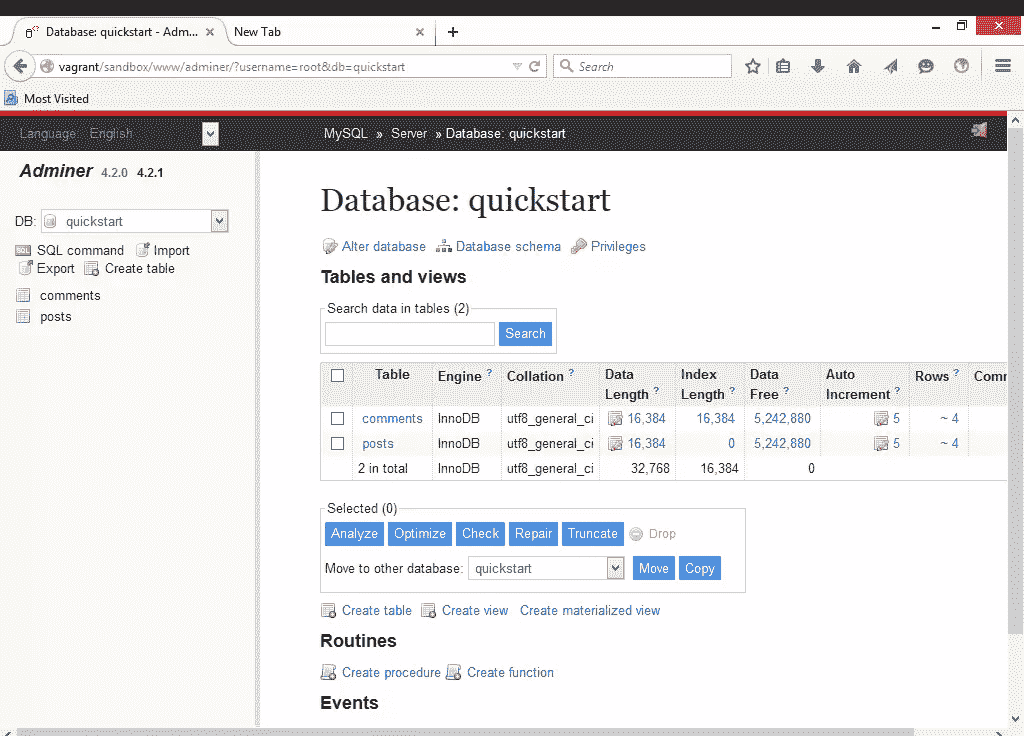 Database: quickstart - Adm... × New Tab × +
vagrant/sandbox/www/adminer/?username=root&db=quickstart Search
Most Visited
Language: English MySQL » Server » Database: quickstart
Adminer 4.2.0 4.2.1
DB: quickstart
SQL command Import
Export Create table
comments
posts
Database: quickstart
Alter database Database schema Privileges
Tables and views
Search data in tables (2)
Search
Table Engine ? Collation ? Data Length ? Index Length ? Data Free ? Auto Increment ? Rows ? Comm
comments InnoDB utf8_general_ci 16,384 16,384 5,242,880 5 ~ 4
posts InnoDB utf8_general_ci 16,384 0 5,242,880 5 ~ 4
2 in total InnoDB utf8_general_ci 32,768 16,384 0
Selected (0)
Analyze Optimize Check Repair Truncate Drop
Move to other database: quickstart Move Copy
Create table Create view Create materialized view
Routines
Create procedure Create function
Events